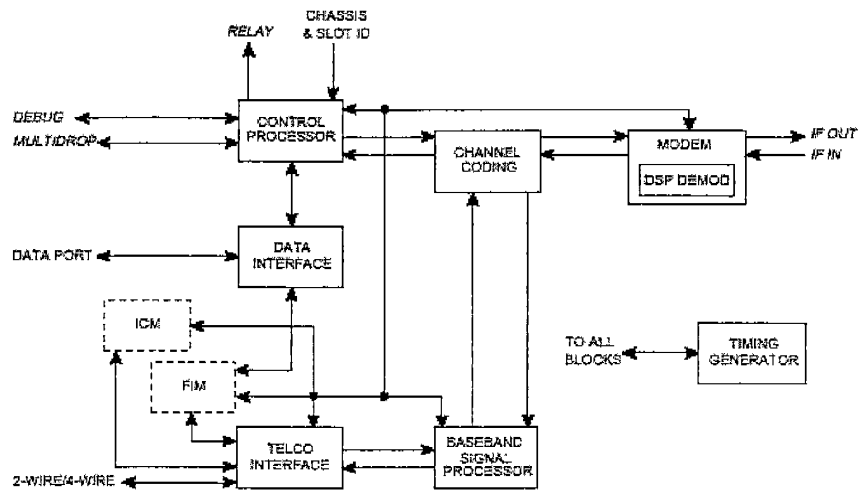 CHASSIS
& SLOT ID
RELAY
DEBUG
MULTIDROP
CONTROL
PROCESSOR
CHANNEL
CODING
MODEM
DSP DEMOD
IF OUT
IF IN
DATA PORT
DATA
INTERFACE
ICM
FIM
TO ALL
BLOCKS
TIMING
GENERATOR
TELCO
INTERFACE
BASEBAND
SIGNAL
PROCESSOR
2-WIRE/4-WIRE